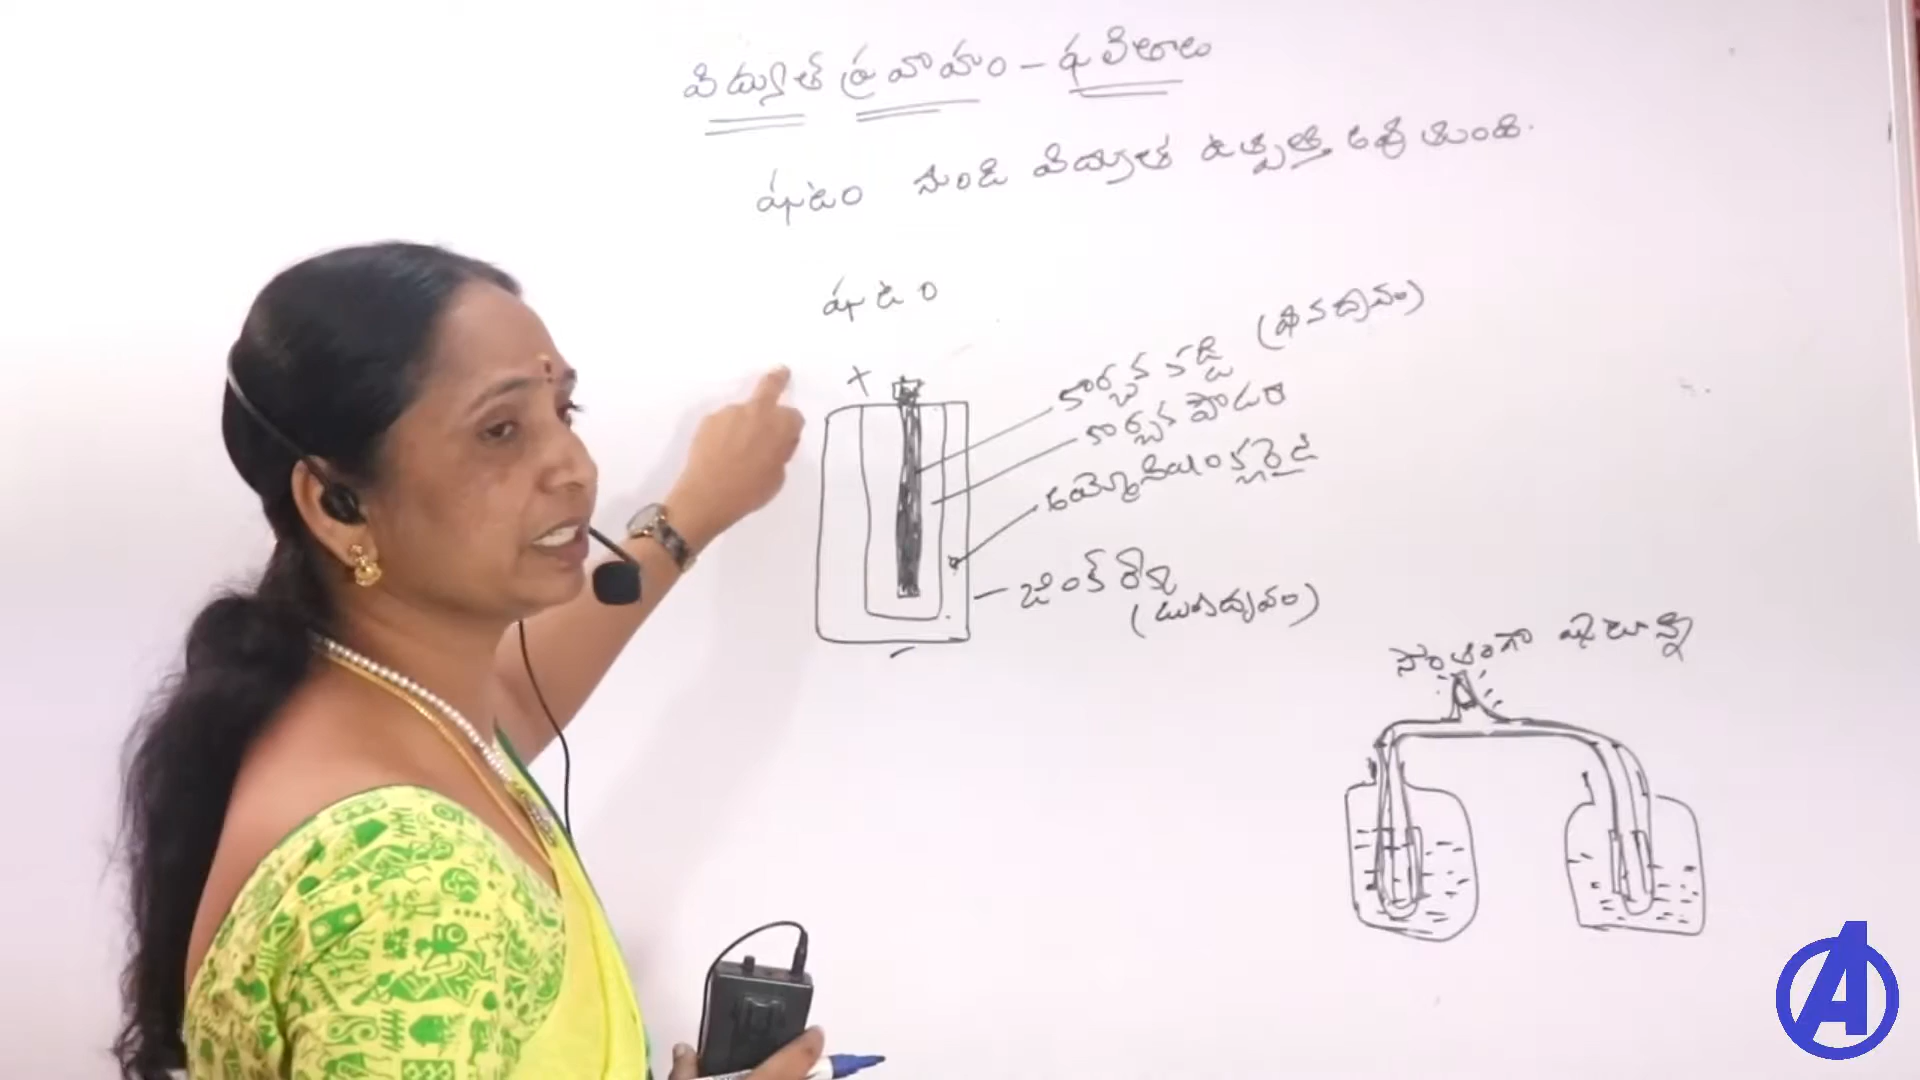 విద్యుత్ ప్రవాహం - ఫలితాలు
ఘటం నుండి విద్యుత్ ఉత్పత్తి అవుతుంది.
ఘటం
+
కార్బన్ కడ్డీ (ధనధ్రువం)
కార్బన్ పౌడర్
అమ్మోనియం క్లోరైడ్
జింక్ రేకు
(ఋణధ్రువం)
-
A